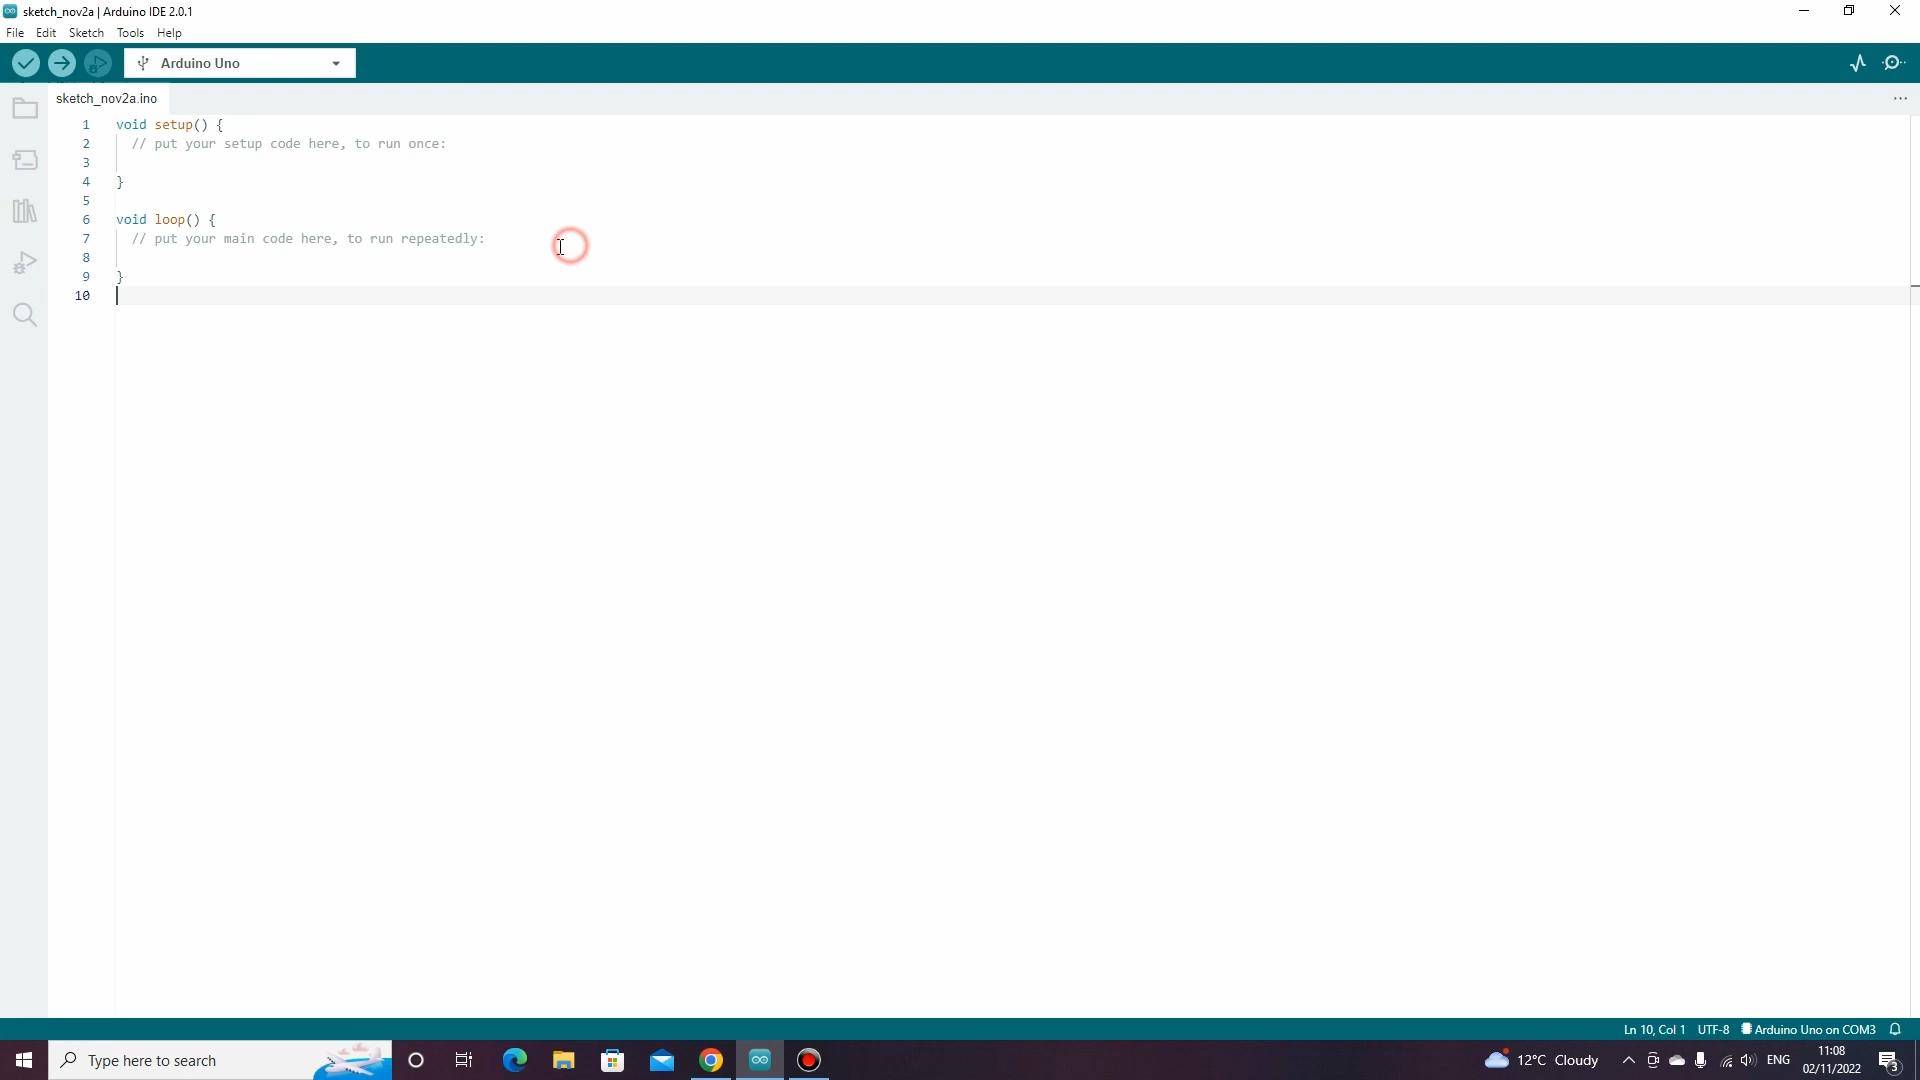 sketch_nov2a | Arduino IDE 2.0.1
File Edit Sketch Tools Help
Arduino Uno
sketch_nov2a.ino
1 void setup() {
2 // put your setup code here, to run once:
3
4 }
5
6 void loop() {
7 // put your main code here, to run repeatedly:
8
9 }
10
Ln 10, Col 1 UTF-8 Arduino Uno on COM3
Type here to search
12°C Cloudy
ENG
11:08
02/11/2022
3